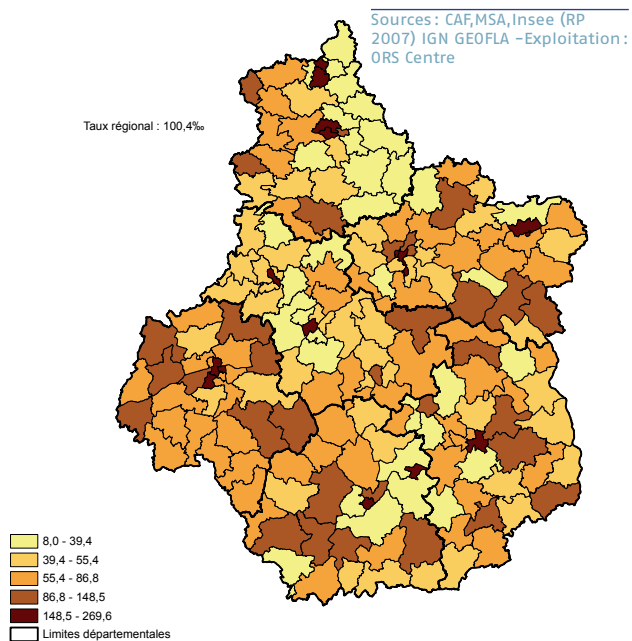 Sources : CAF,MSA,Insee (RP
2007) IGN GEOFLA –Exploitation :
ORS Centre
Taux régional : 100,4‰
8,0 - 39,4
39,4 - 55,4
55,4 - 86,8
86,8 - 148,5
148,5 - 269,6
Limites départementales